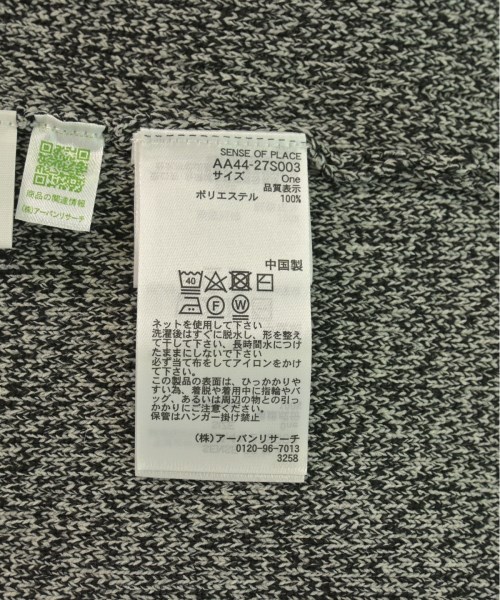 商品の関連情報
(株)アーバンリサーチ
SENSE OF PLACE
AA44-27S003
サイズ One
品質表示
ポリエステル 100%
中国製
40
F W
ネットを使用して下さい
洗濯後はすぐに脱水し、形を整え
て干して下さい、長時間水につけ
たままにしないで下さい
必ず当て布をしてアイロンをかけ
て下さい。
この製品の表面は、ひっかかりや
すい為、着脱や着用中に指輪やバ
ッグ、あるいは周辺の物との引っ
かかりにご注意ください。
保管はハンガー掛け禁止
(株)アーバンリサーチ
0120-96-7013
3258